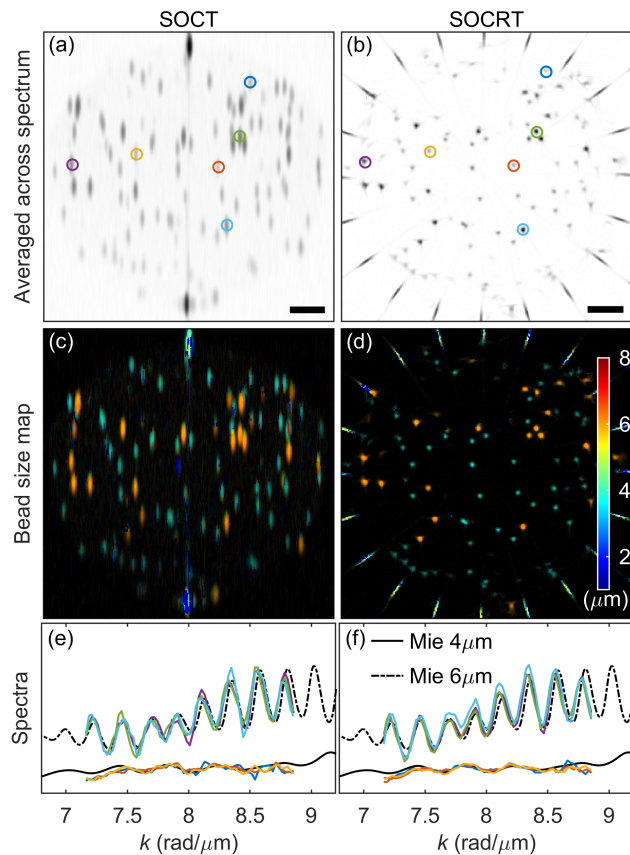 SOCT SOCRT
Averaged across spectrum
(a) (b)
Bead size map
(c) (d)
8
6
4
2
(μm)
Spectra
(e) (f)
Mie 4μm
Mie 6μm
7 7.5 8 8.5 9 7 7.5 8 8.5 9
k (rad/μm) k (rad/μm)